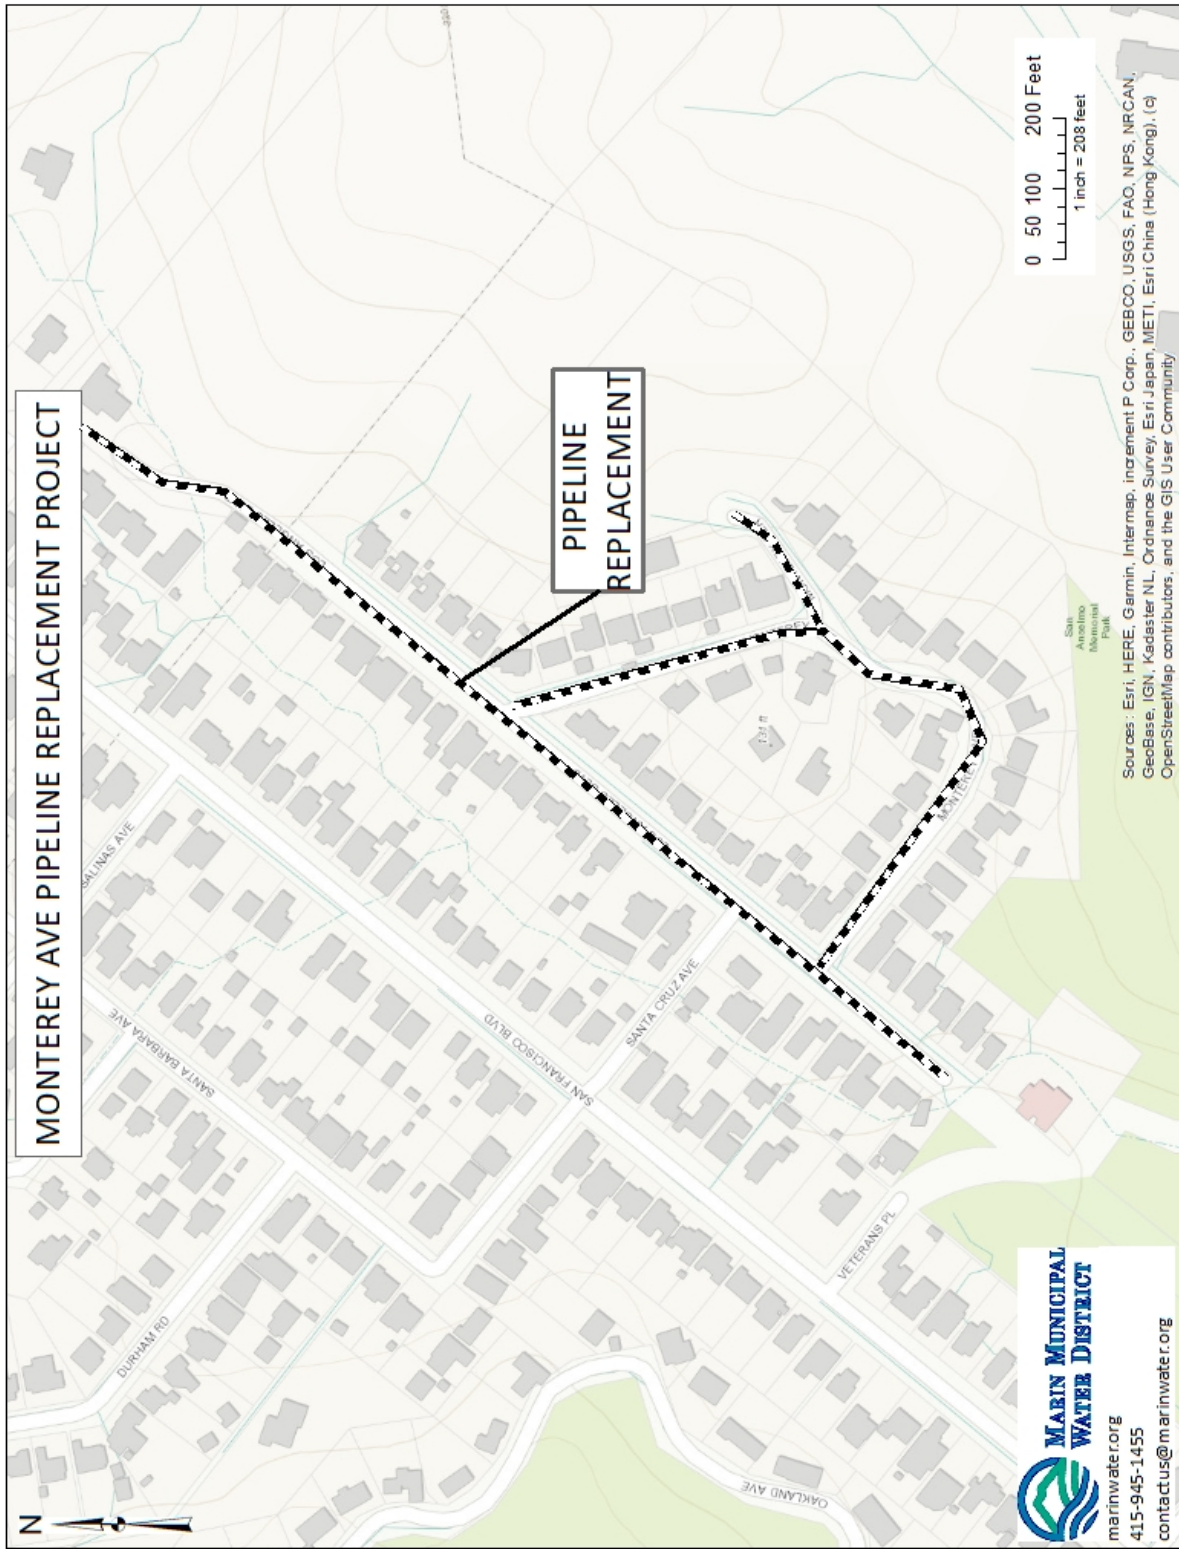 MONTEREY AVE PIPELINE REPLACEMENT PROJECT
N
SALINAS AVE
SANTA BARBARA AVE
DURHAM RD
SAN FRANCISCO BLVD
SANTA CRUZ AVE
VETERANS PL
OAKLAND AVE
PIPELINE
REPLACEMENT
131 ft
San
Anselmo
Memorial
Park
0 50 100 200 Feet
1 inch = 208 feet
MARIN MUNICIPAL
WATER DISTRICT
marinwater.org
415-945-1455
contactus@marinwater.org
Sources: Esri, HERE, Garmin, Intermap, increment P Corp., GEBCO, USGS, FAO, NPS, NRCAN,
GeoBase, IGN, Kadaster NL, Ordnance Survey, Esri Japan, METI, Esri China (Hong Kong), (c)
OpenStreetMap contributors, and the GIS User Community